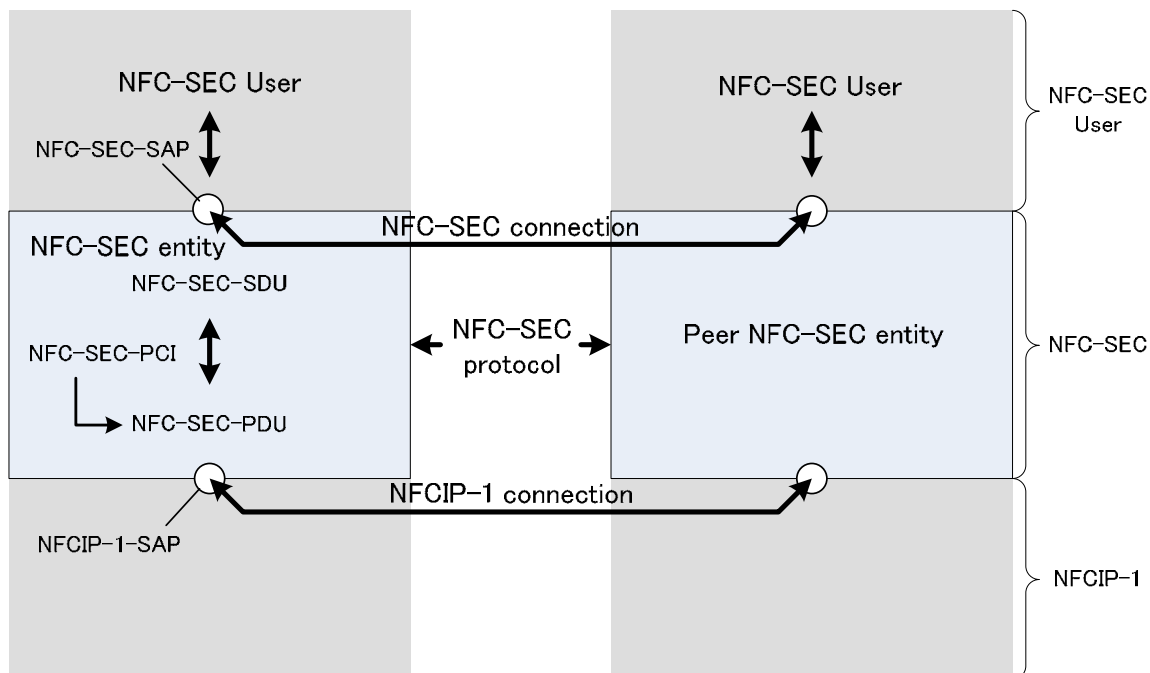 NFC-SEC User
NFC-SEC User
NFC-SEC
User
NFC-SEC-SAP
NFC-SEC connection
NFC-SEC entity
NFC-SEC-SDU
NFC-SEC
protocol
Peer NFC-SEC entity
NFC-SEC
NFC-SEC-PCI
NFC-SEC-PDU
NFCIP-1 connection
NFCIP-1-SAP
NFCIP-1